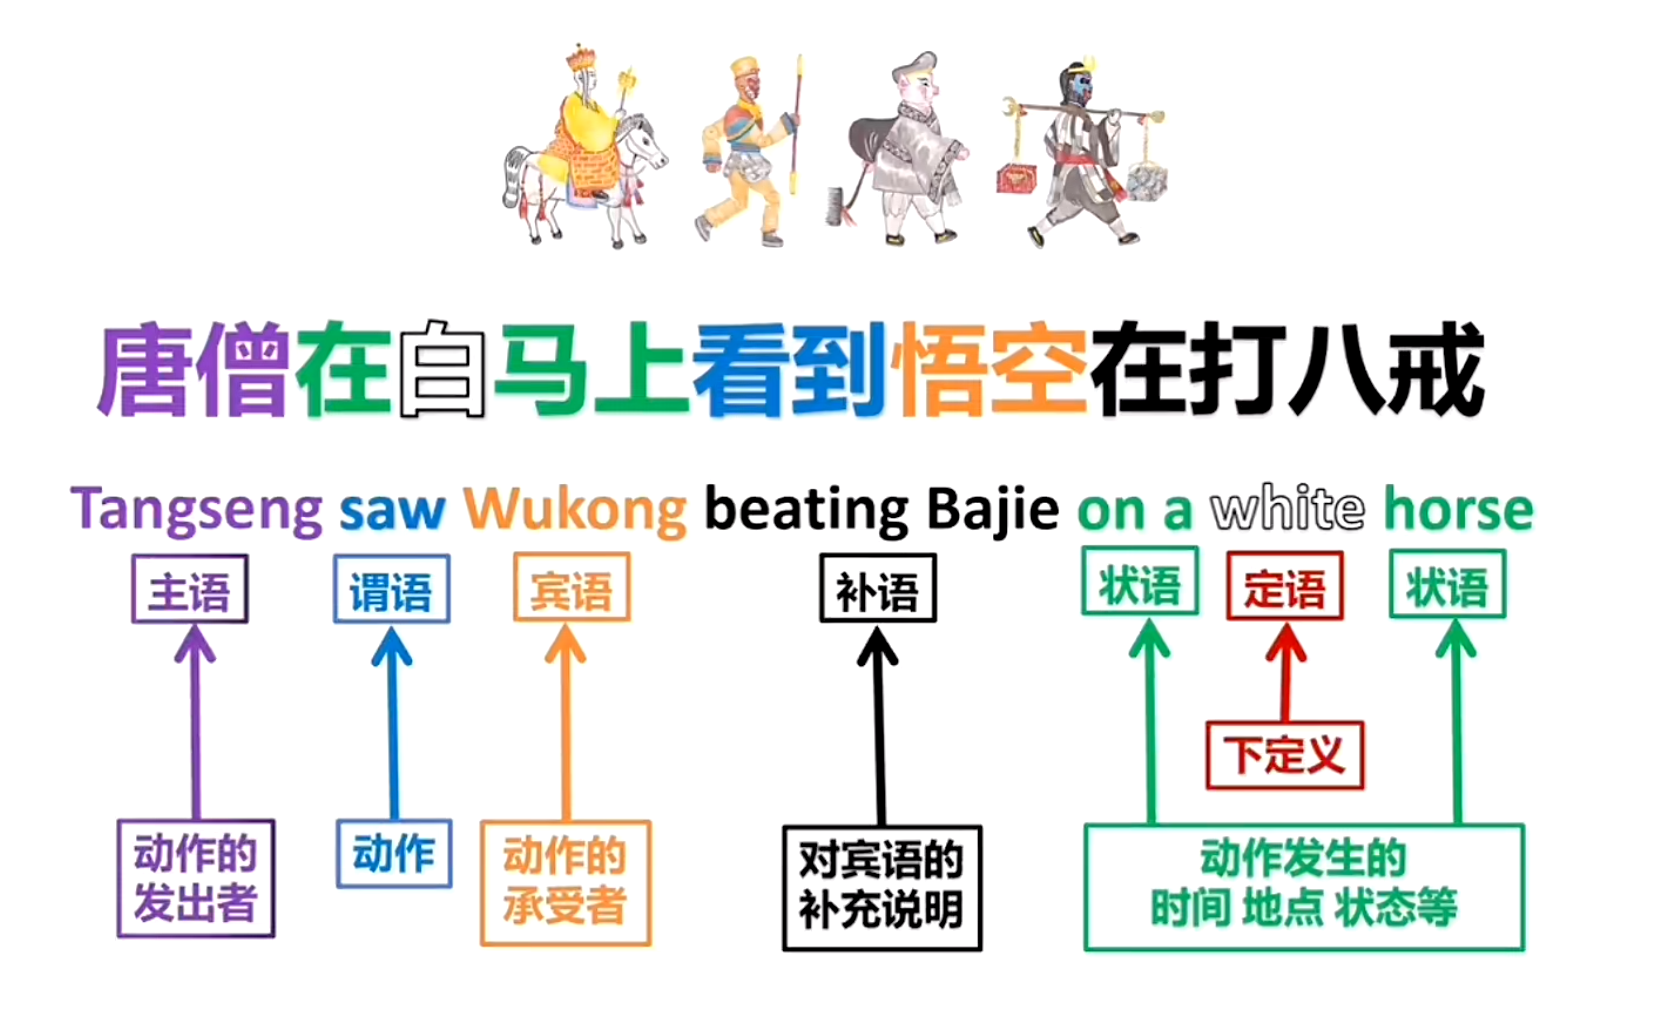 唐僧在白马上看到悟空在打八戒
Tangseng saw Wukong beating Bajie on a white horse
主语 谓语 宾语 补语 状语 定语 状语
下定义
动作的
发出者
动作
动作的
承受者
对宾语的
补充说明
动作发生的
时间 地点 状态等